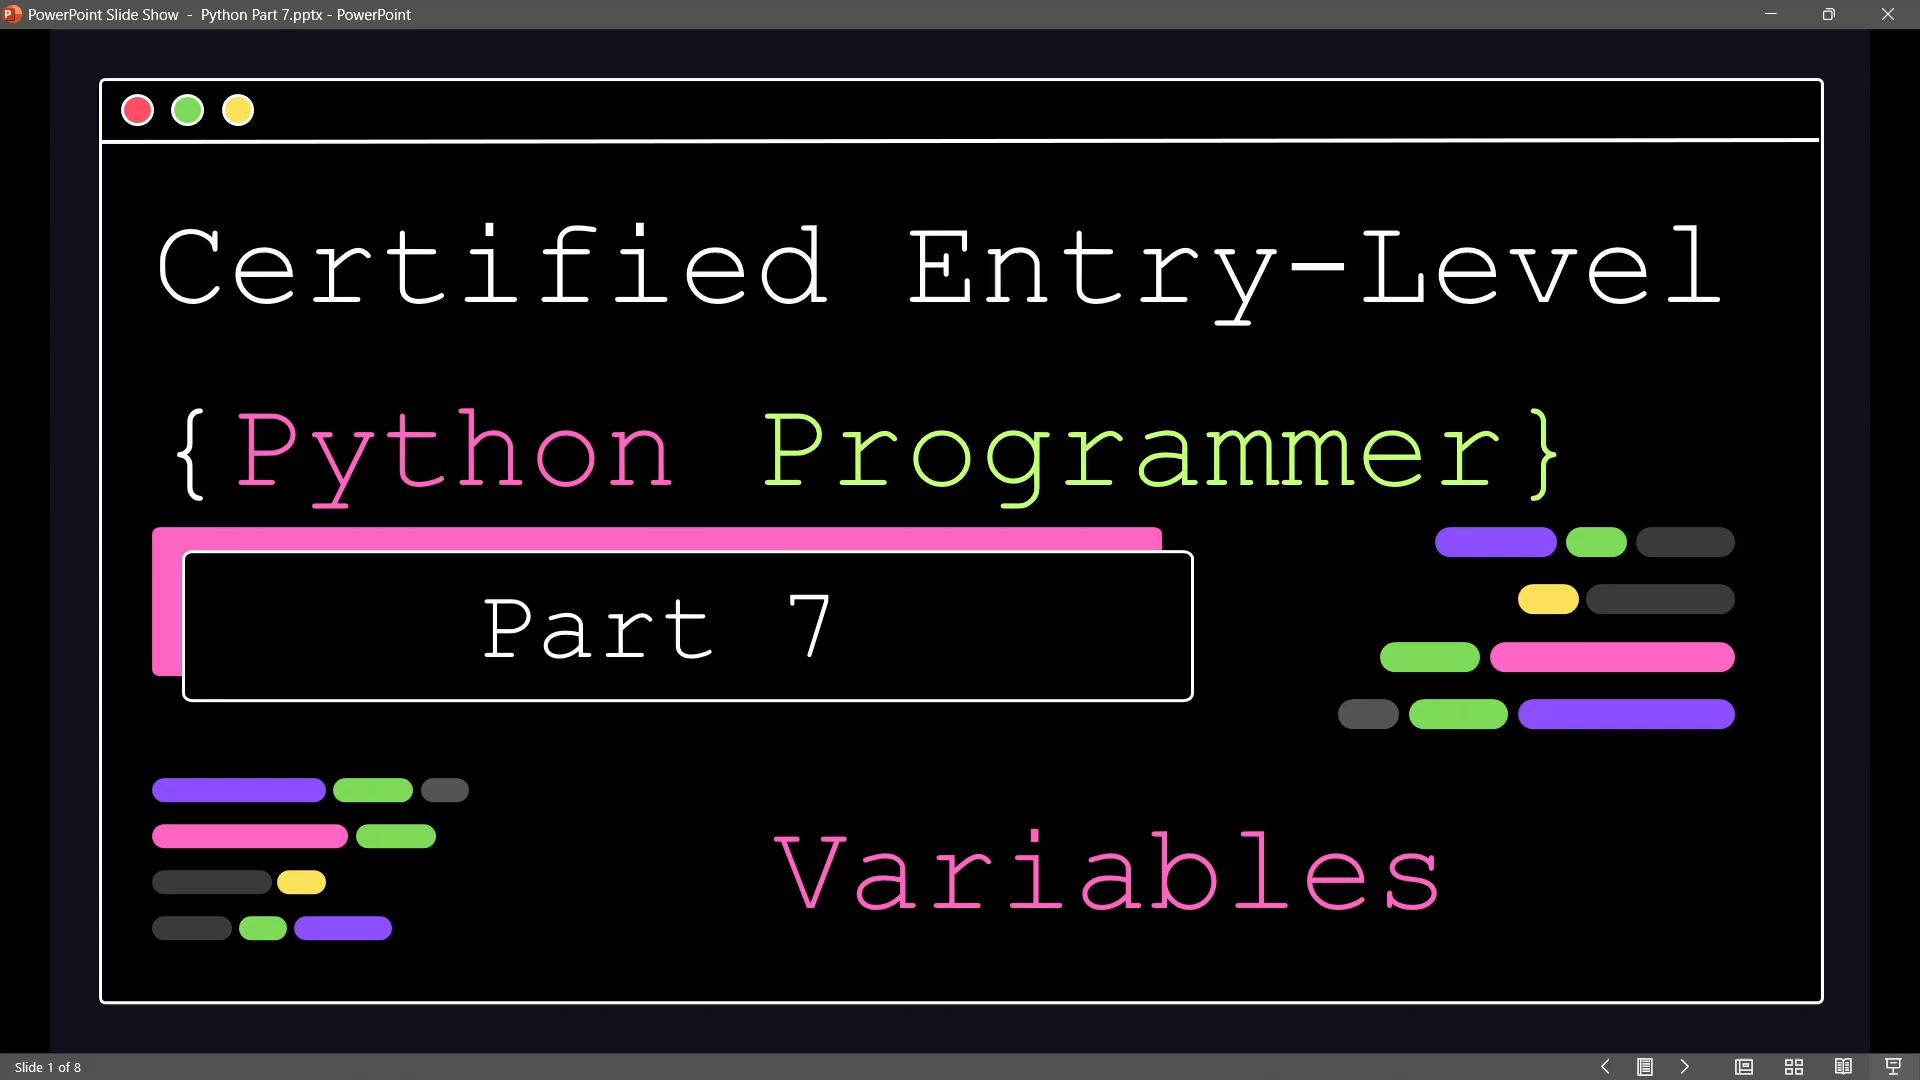 PowerPoint Slide Show - Python Part 7.pptx - PowerPoint
Certified Entry-Level
{Python Programmer}
Part 7
Variables
Slide 1 of 8